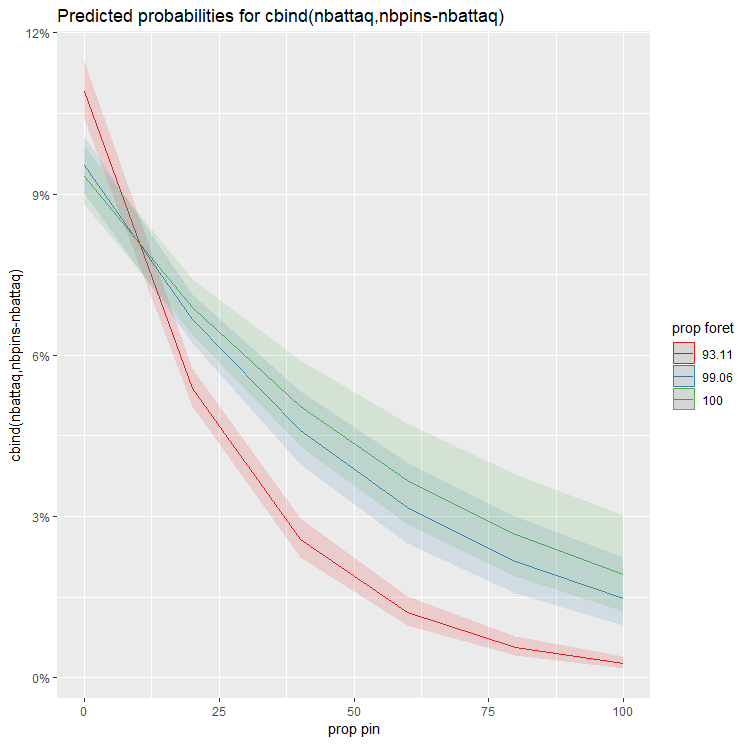 Predicted probabilities for cbind(nbattaq,nbpins-nbattaq)
12%
9%
6%
3%
0%
cbind(nbattaq,nbpins-nbattaq)
0 25 50 75 100
prop pin
prop foret
93.11
99.06
100